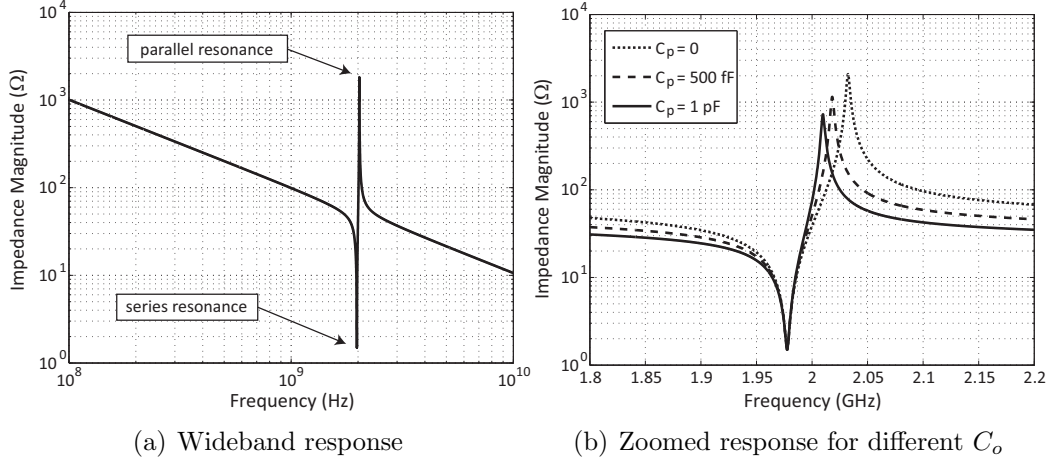 10^4
10^3
10^2
10^1
10^0
Impedance Magnitude (Ω)
parallel resonance
series resonance
10^8
10^9
10^10
Frequency (Hz)
(a) Wideband response
10^4
10^3
10^2
10^1
10^0
Impedance Magnitude (Ω)
C_p = 0
C_p = 500 fF
C_p = 1 pF
1.8
1.85
1.9
1.95
2
2.05
2.1
2.15
2.2
Frequency (GHz)
(b) Zoomed response for different C_o